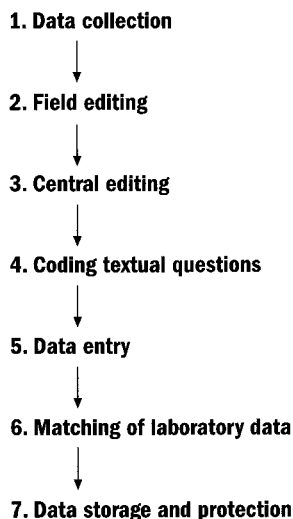 1. Data collection
2. Field editing
3. Central editing
4. Coding textual questions
5. Data entry
6. Matching of laboratory data
7. Data storage and protection